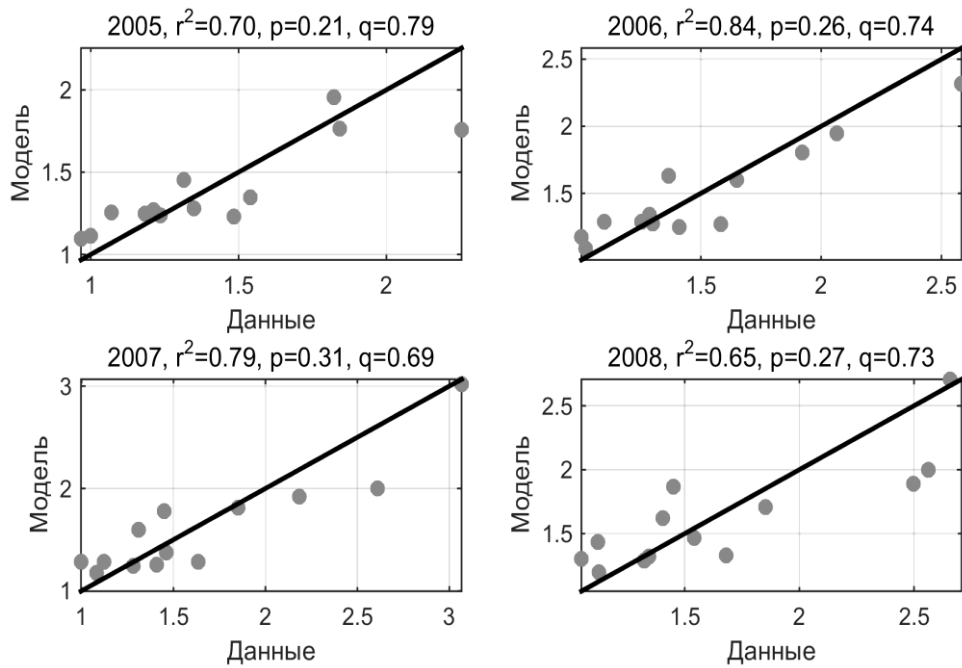 2005, r²=0.70, p=0.21, q=0.79
Модель
2
1.5
1
1
1.5
2
Данные
2006, r²=0.84, p=0.26, q=0.74
Модель
2.5
2
1.5
1.5
2
2.5
Данные
2007, r²=0.79, p=0.31, q=0.69
Модель
3
2
1
1
1.5
2
2.5
3
Данные
2008, r²=0.65, p=0.27, q=0.73
Модель
2.5
2
1.5
1.5
2
2.5
Данные